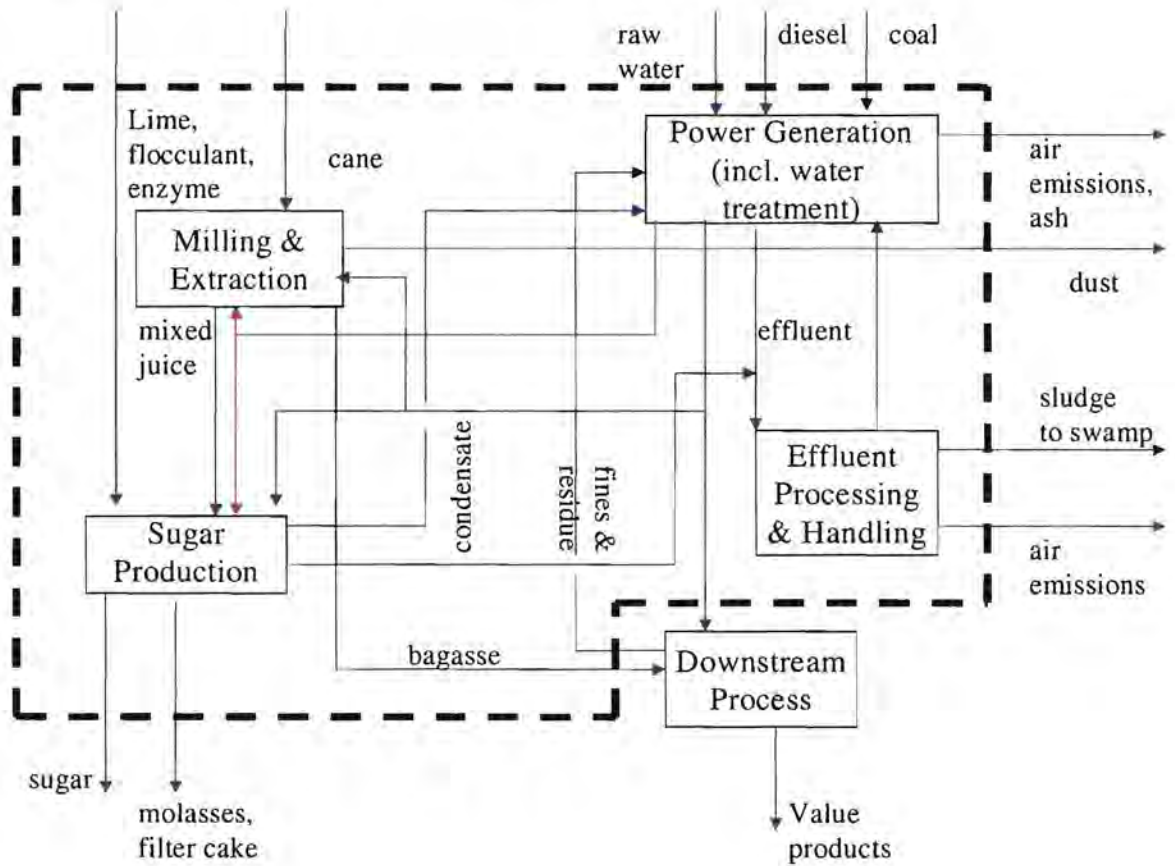 raw
water
diesel
coal
Lime,
flocculant,
enzyme
cane
Power Generation
(incl. water
treatment)
air
emissions,
ash
Milling &
Extraction
dust
mixed
juice
effluent
sludge
to swamp
Effluent
Processing
& Handling
condensate
fines &
residue
Sugar
Production
air
emissions
bagasse
Downstream
Process
sugar
molasses,
filter cake
Value
products